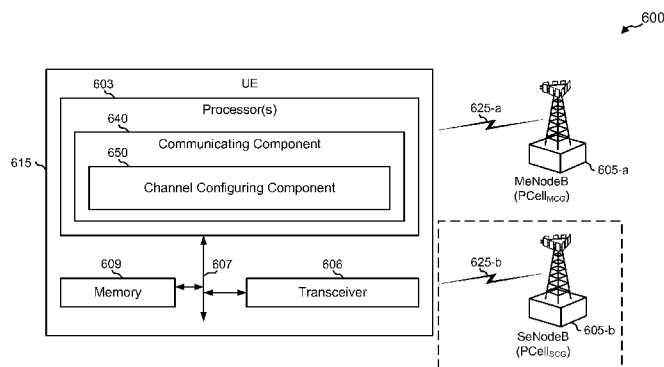 600
UE
603
Processor(s)
640
Communicating Component
650
Channel Configuring Component
615
625-a
605-a
MeNodeB
(PCellMCG)
609
607
606
Memory
Transceiver
625-b
605-b
SeNodeB
(PCellSCG)